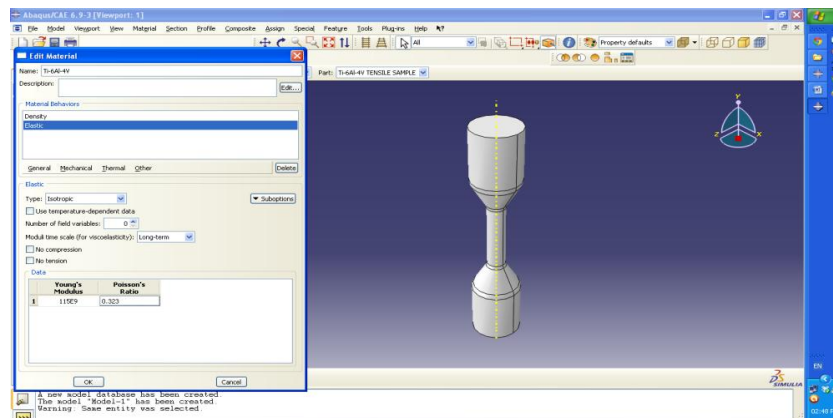 Abaqus/CAE 6.9-3 [Viewport: 1]
File Model Viewport View Material Section Profile Composite Assign Special Feature Tools Plug-ins Help
All
Property defaults
Edit Material
Name: Ti-6Al-4V
Part: Ti-6Al-4V TENSILE SAMPLE
Description:
Edit...
Material Behaviors
Density
Elastic
General Mechanical Thermal Other
Delete
Elastic
Type: Isotropic
Suboptions
Use temperature-dependent data
Number of field variables: 0
Moduli time scale (for viscoelasticity): Long-term
No compression
No tension
Data
Young's Modulus
Poisson's Ratio
1 115E9 0.323
OK Cancel
Y
Z X
SIMULIA
EN
A new model database has been created.
The model "Model-1" has been created.
Warning: Same entity was selected.